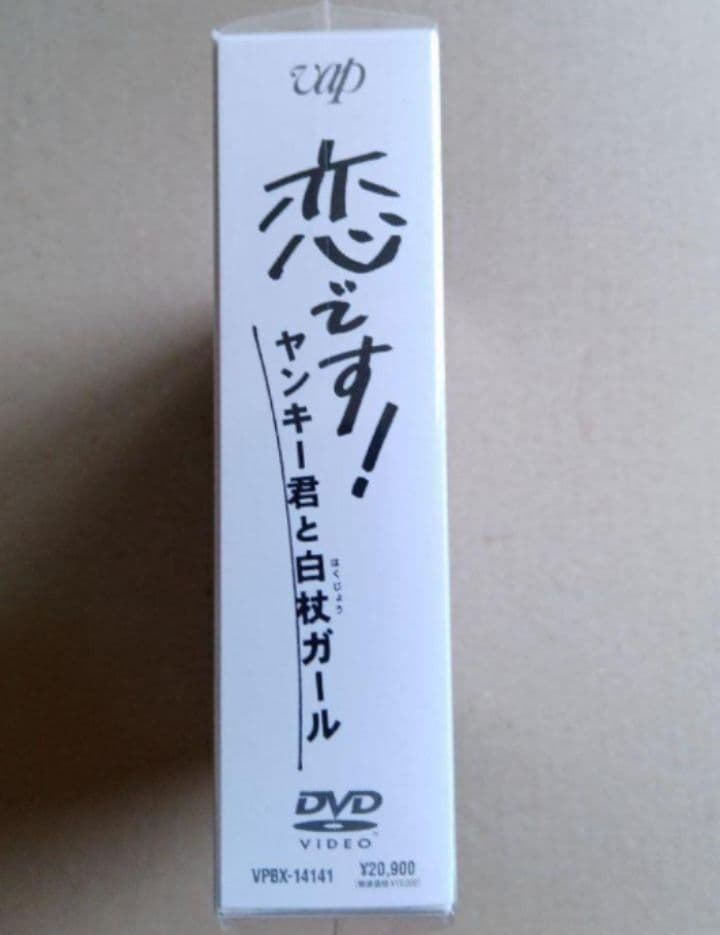 vap
恋です!
ヤンキー君と白杖ガール
はくじょう
DVD
VIDEO
VPBX-14141
¥20,900